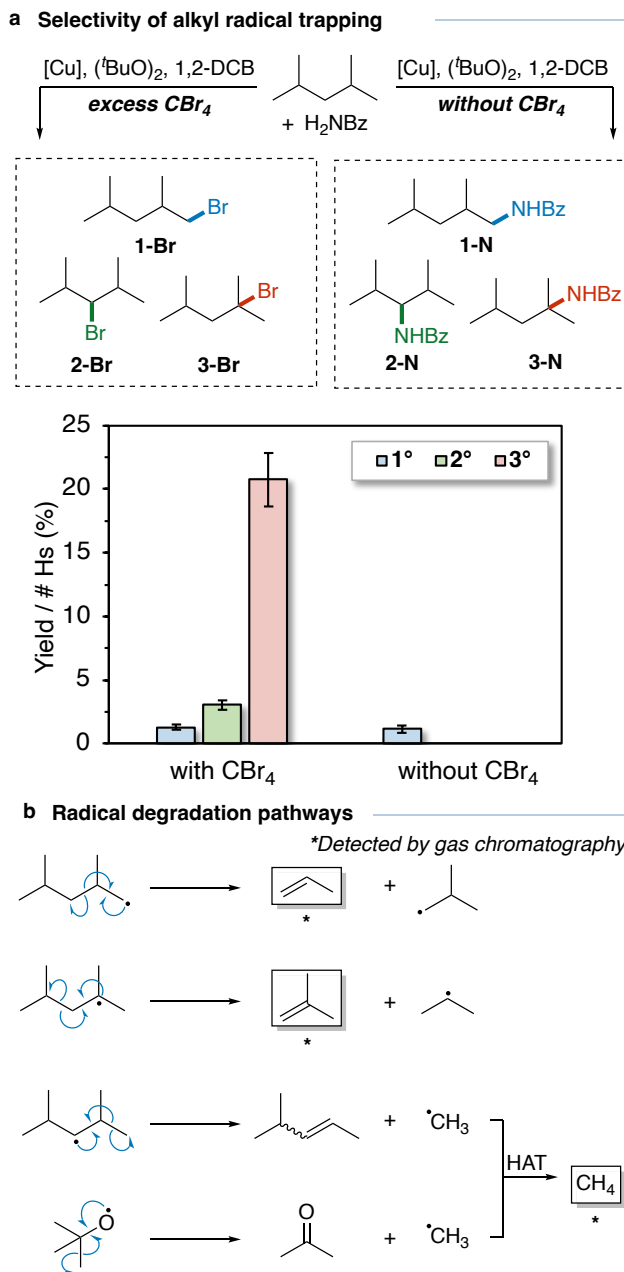 a Selectivity of alkyl radical trapping
[Cu], (ᵗBuO)₂, 1,2-DCB
excess CBr₄
+ H₂NBz
[Cu], (ᵗBuO)₂, 1,2-DCB
without CBr₄
Br
1-Br
Br
2-Br
Br
3-Br
NHBz
1-N
NHBz
2-N
NHBz
3-N
Yield / # Hs (%)
25
20
15
10
5
0
1° 2° 3°
with CBr₄ without CBr₄
b Radical degradation pathways
*Detected by gas chromatography
+
*
+
*
+ •CH₃
HAT
CH₄
*
O
O
+ •CH₃